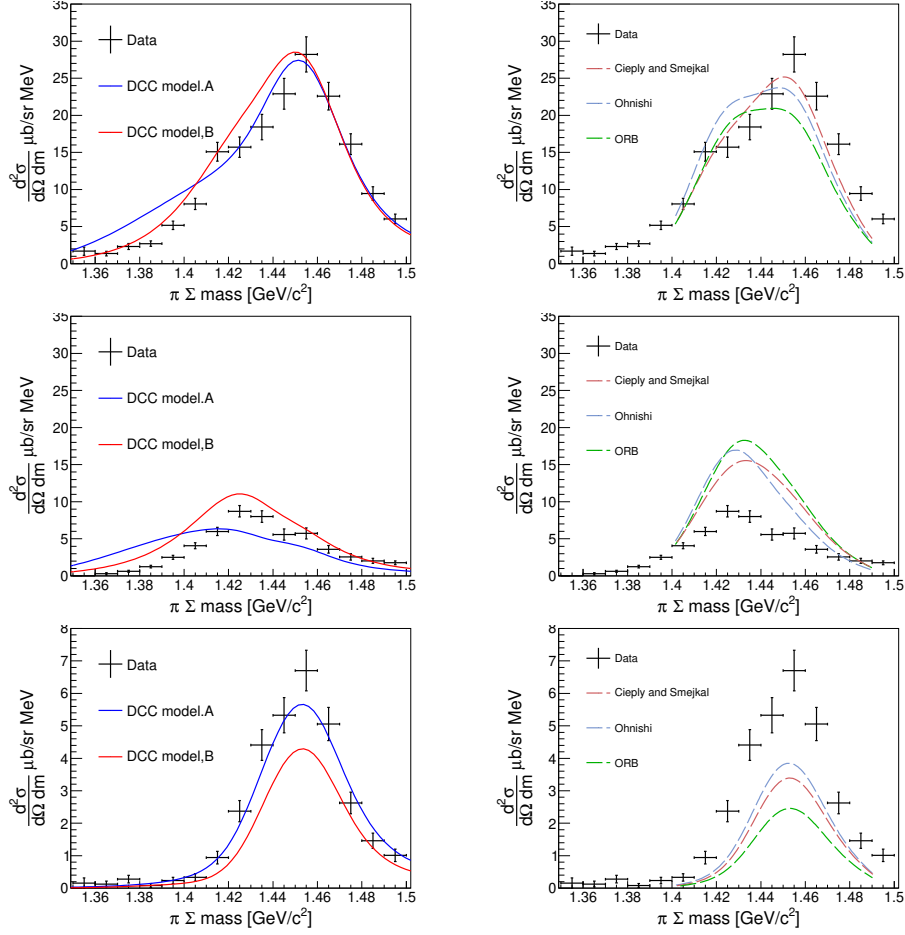 35
30
25
20
15
10
5
0
d²σ
dΩ dm
μb/sr MeV
Data
DCC model.A
DCC model,B
1.36 1.38 1.4 1.42 1.44 1.46 1.48 1.5
π Σ mass [GeV/c²]
35
30
25
20
15
10
5
0
d²σ
dΩ dm
μb/sr MeV
Data
Cieply and Smejkal
Ohnishi
ORB
1.36 1.38 1.4 1.42 1.44 1.46 1.48 1.5
π Σ mass [GeV/c²]
35
30
25
20
15
10
5
0
d²σ
dΩ dm
μb/sr MeV
Data
DCC model.A
DCC model,B
1.36 1.38 1.4 1.42 1.44 1.46 1.48 1.5
π Σ mass [GeV/c²]
35
30
25
20
15
10
5
0
d²σ
dΩ dm
μb/sr MeV
Data
Cieply and Smejkal
Ohnishi
ORB
1.36 1.38 1.4 1.42 1.44 1.46 1.48 1.5
π Σ mass [GeV/c²]
8
7
6
5
4
3
2
1
0
d²σ
dΩ dm
μb/sr MeV
Data
DCC model.A
DCC model,B
1.36 1.38 1.4 1.42 1.44 1.46 1.48 1.5
π Σ mass [GeV/c²]
8
7
6
5
4
3
2
1
0
d²σ
dΩ dm
μb/sr MeV
Data
Cieply and Smejkal
Ohnishi
ORB
1.36 1.38 1.4 1.42 1.44 1.46 1.48 1.5
π Σ mass [GeV/c²]